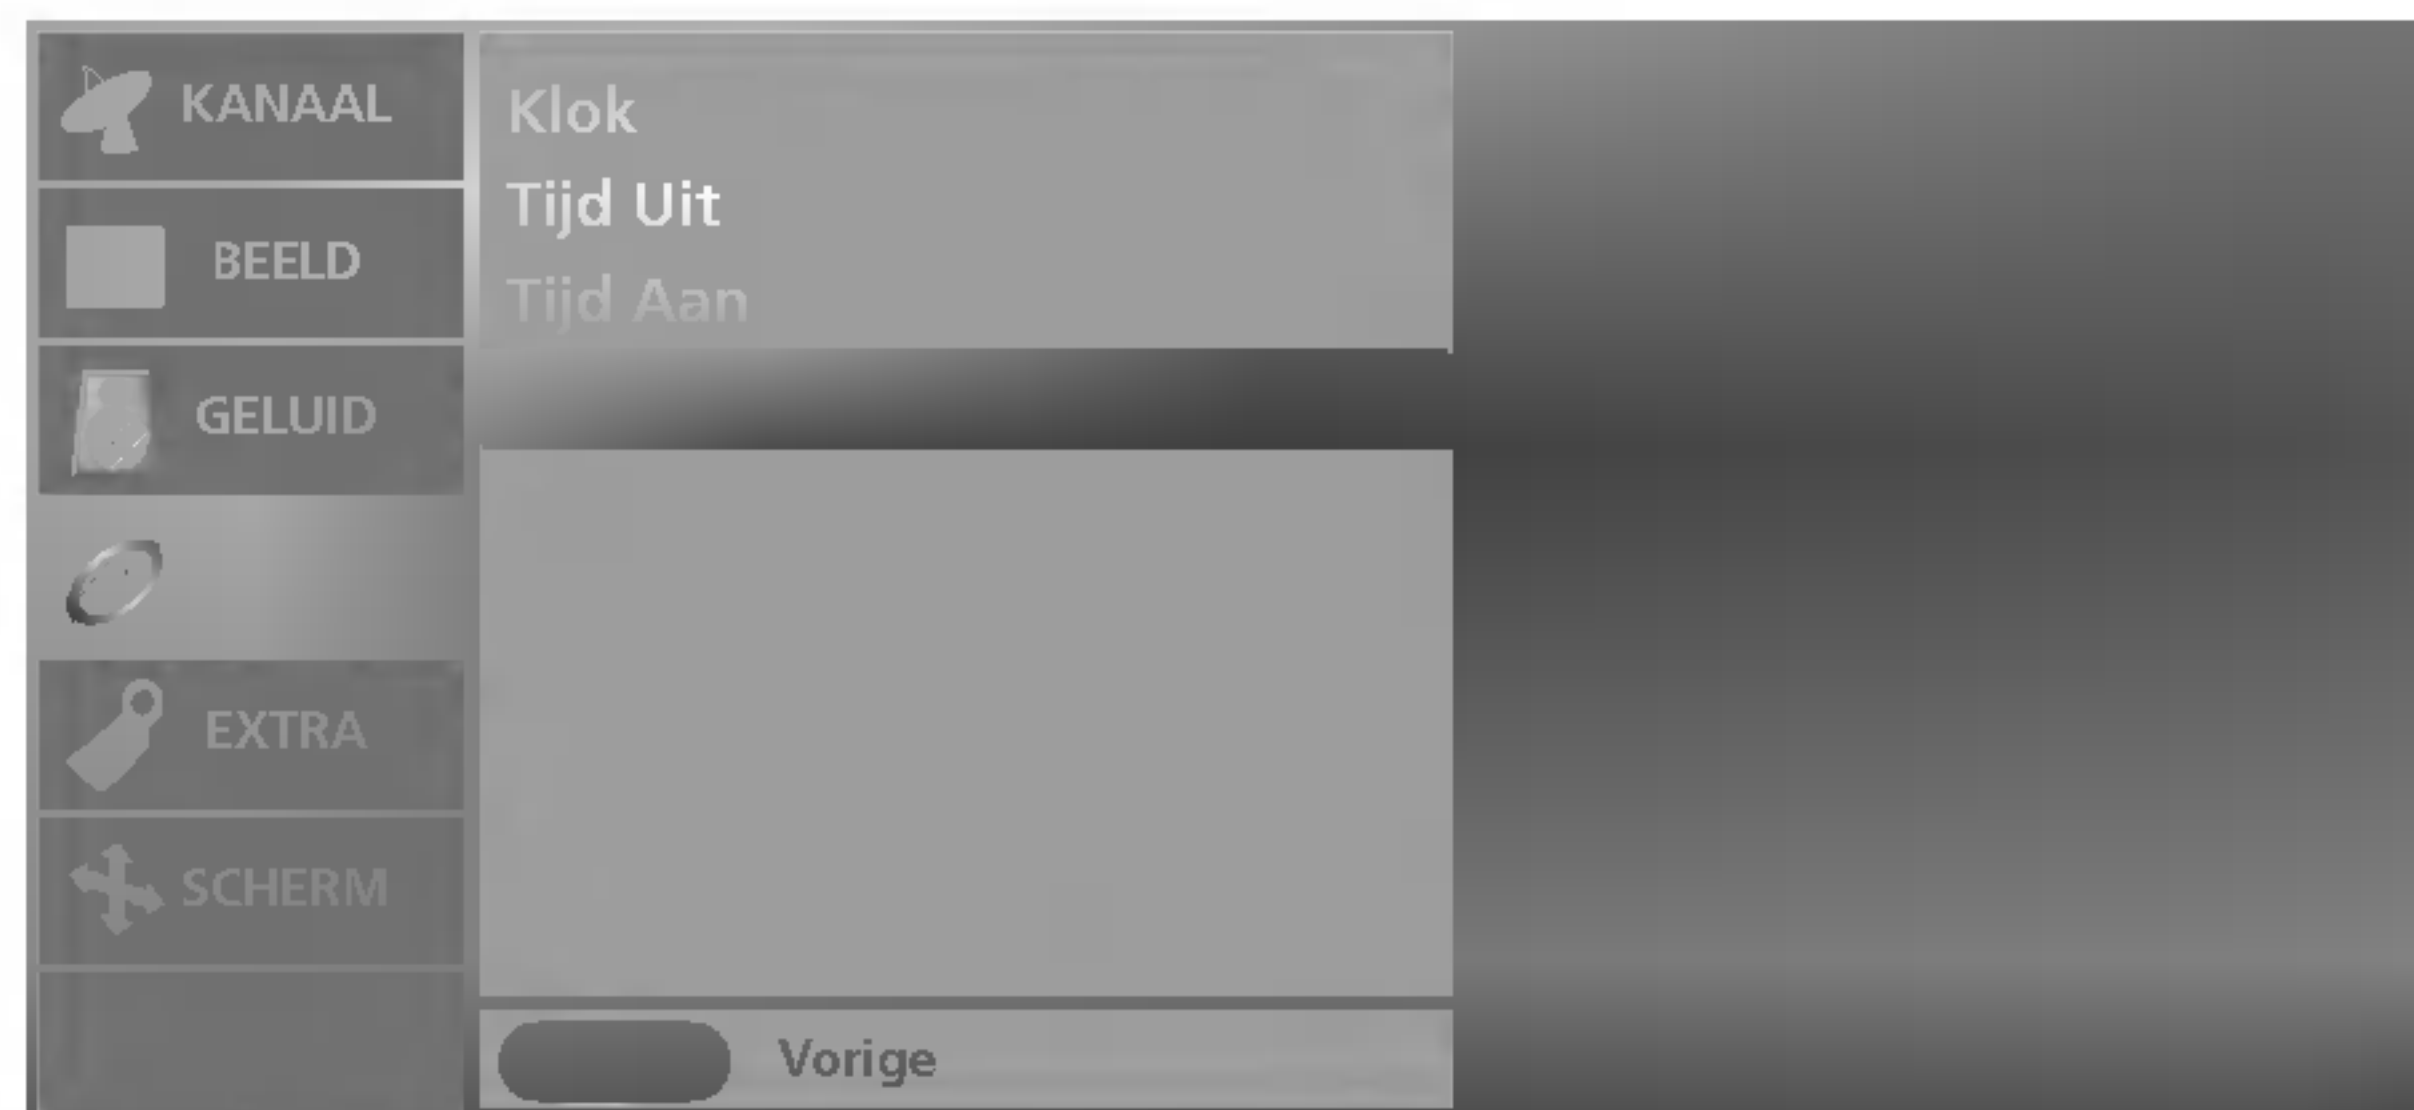 KANAAL
BEELD
GELUID
EXTRA
SCHERM
Klok
Tijd Uit
Tijd Aan
Vorige